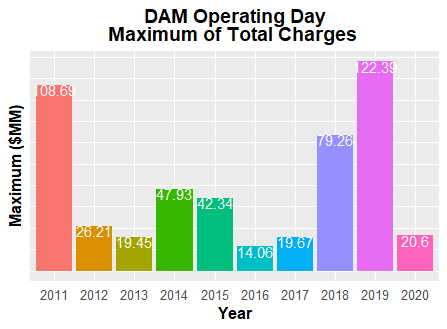 DAM Operating Day
Maximum of Total Charges
Maximum ($MM)
108.69
26.21
19.45
47.93
42.34
14.06
19.67
79.26
122.39
20.6
2011 2012 2013 2014 2015 2016 2017 2018 2019 2020
Year